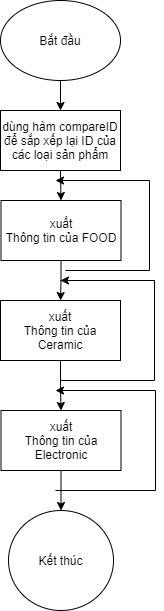 Bắt đầu
dùng hàm compareID
để sắp xếp lại ID của
các loại sản phẩm
xuất
Thông tin của FOOD
xuất
Thông tin của
Ceramic
xuất
Thông tin của
Electronic
Kết thúc